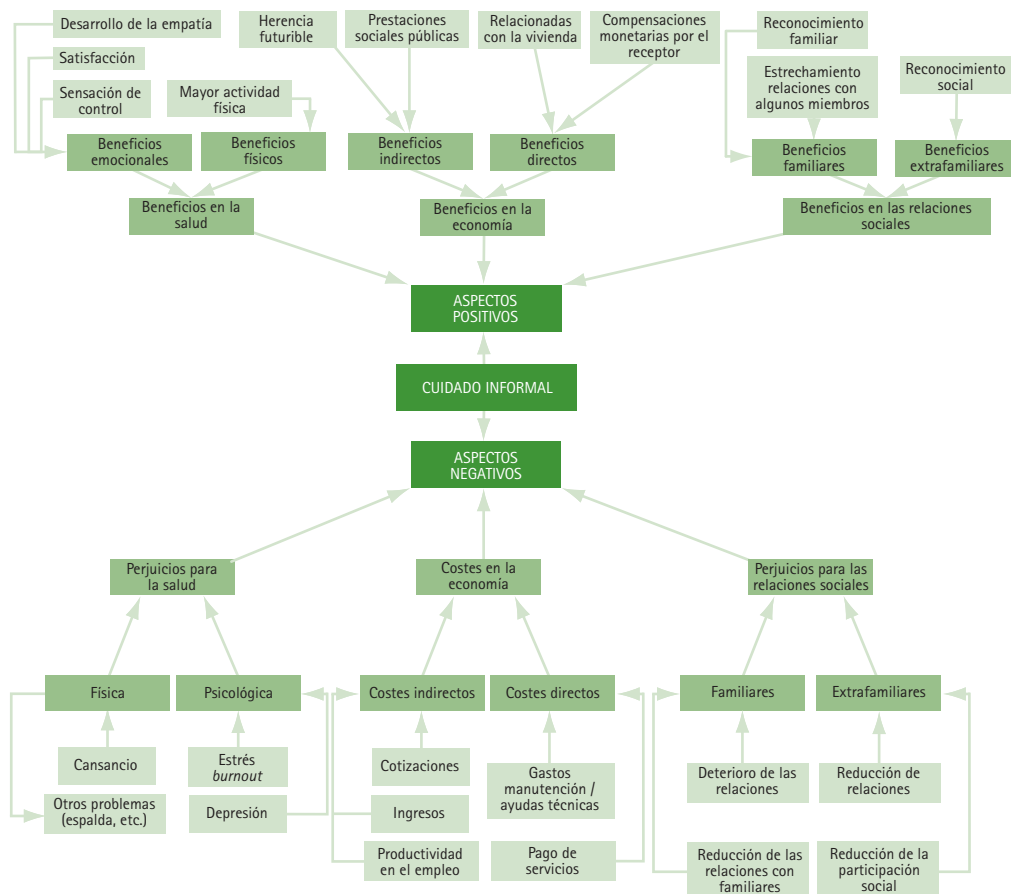 Desarrollo de la empatía
Satisfacción
Sensación de
control
Mayor actividad
física
Herencia
futurible
Prestaciones
sociales públicas
Relacionadas
con la vivienda
Compensaciones
monetarias por el
receptor
Reconocimiento
familiar
Estrechamiento
relaciones con
algunos miembros
Reconocimiento
social
Beneficios
emocionales
Beneficios
físicos
Beneficios
indirectos
Beneficios
directos
Beneficios
familiares
Beneficios
extrafamiliares
Beneficios en la
salud
Beneficios en la
economía
Beneficios en las relaciones
sociales
ASPECTOS
POSITIVOS
CUIDADO INFORMAL
ASPECTOS
NEGATIVOS
Perjuicios para
la salud
Costes en la
economía
Perjuicios para las
relaciones sociales
Física
Psicológica
Costes indirectos
Costes directos
Familiares
Extrafamiliares
Cansancio
Estrés
burnout
Cotizaciones
Gastos
manutención /
ayudas técnicas
Deterioro de las
relaciones
Reducción de
relaciones
Otros problemas
(espalda, etc.)
Depresión
Ingresos
Productividad
en el empleo
Pago de
servicios
Reducción de las
relaciones con
familiares
Reducción de la
participación
social